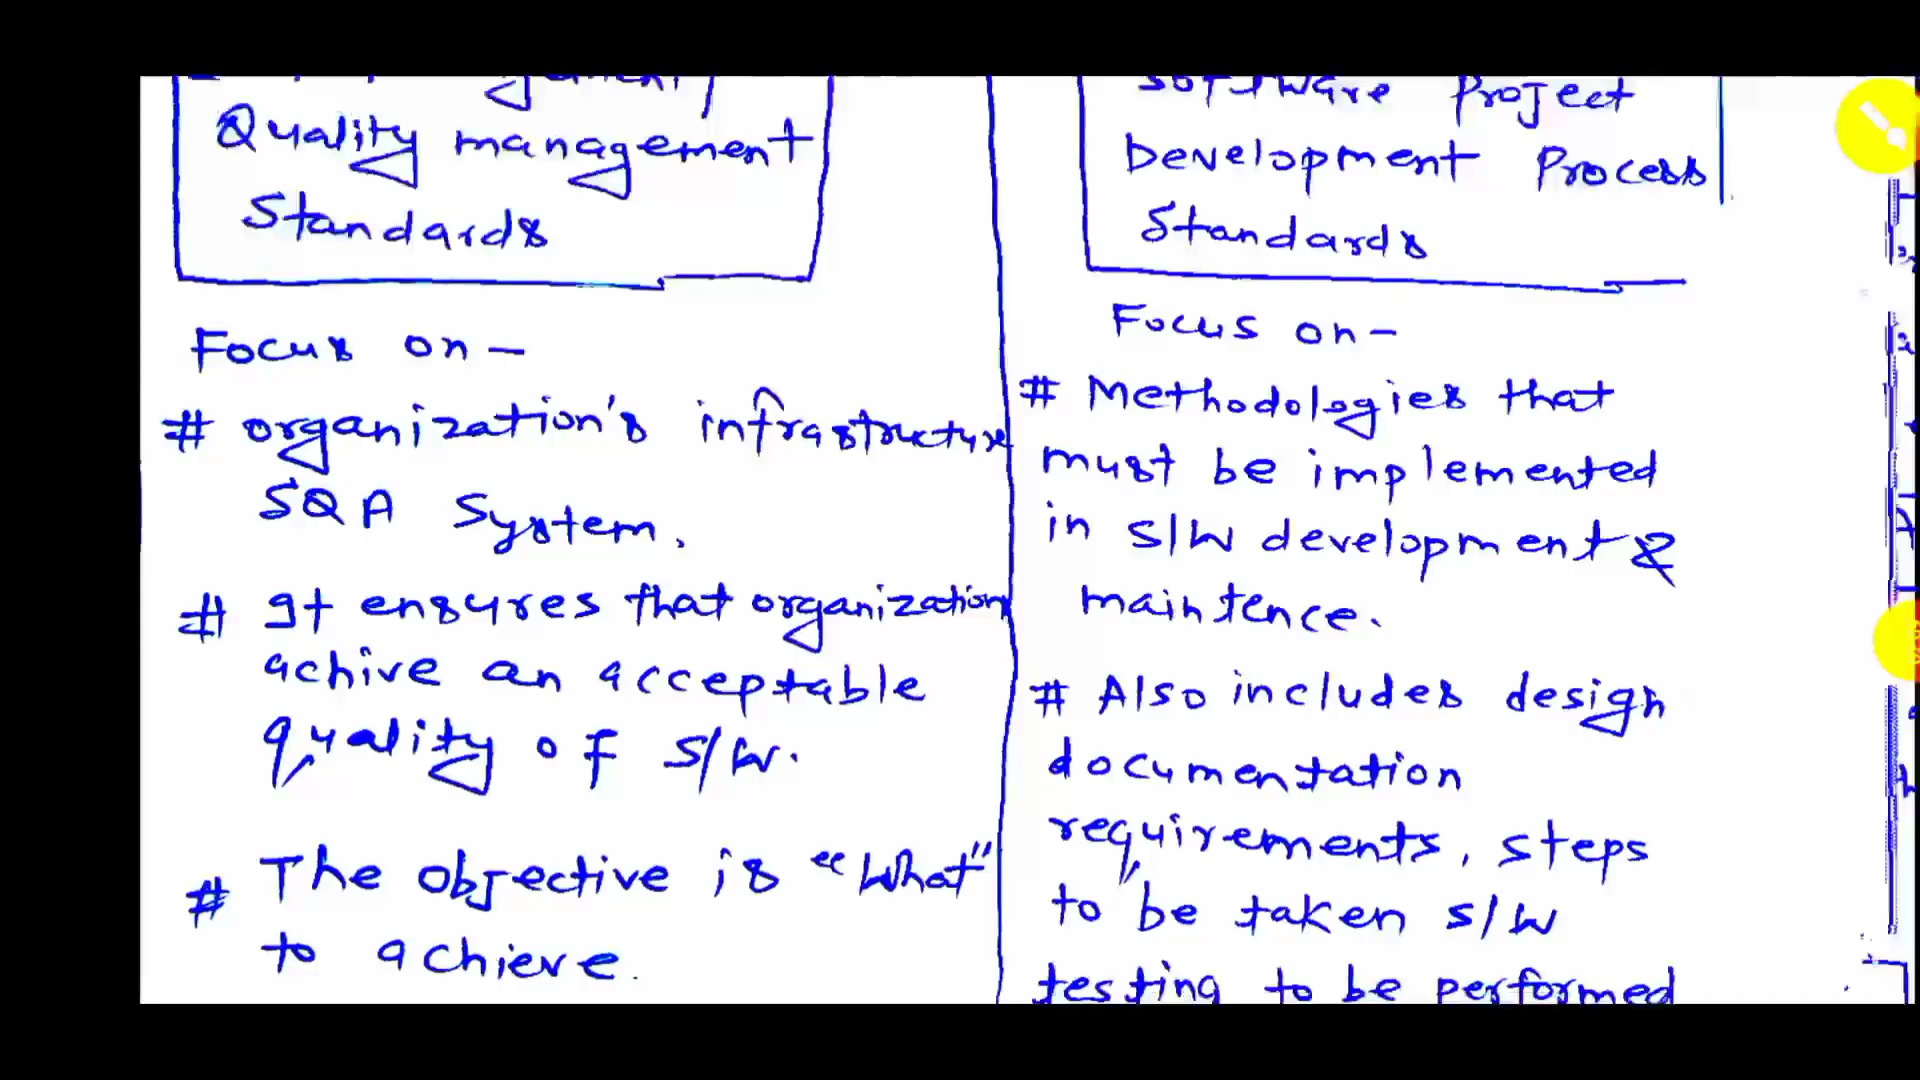 Quality management
Standards
Focus on -
# organization's infrastructure
SQA System.
# It ensures that organization
achive an acceptable
quality of S/W.
# The objective is "What"
to achieve.
Software Project
Development Process
Standards
Focus on -
# Methodologies that
must be implemented
in S/W development &
maintence.
# Also includes design
documentation
requirements, steps
to be taken S/W
testing to be performed